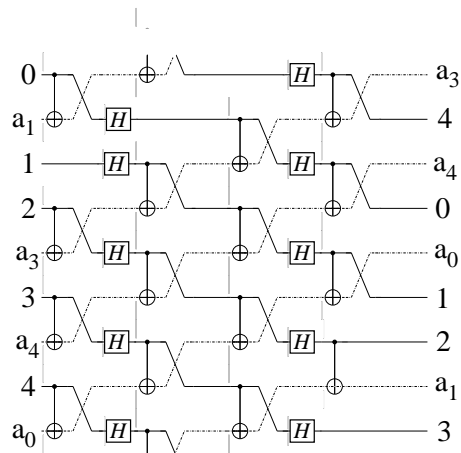 0 H a₃
a₁ H 4
1 H H a₄
2 0
a₃ H H a₀
3 1
a₄ H H 2
4 a₁
a₀ H H 3